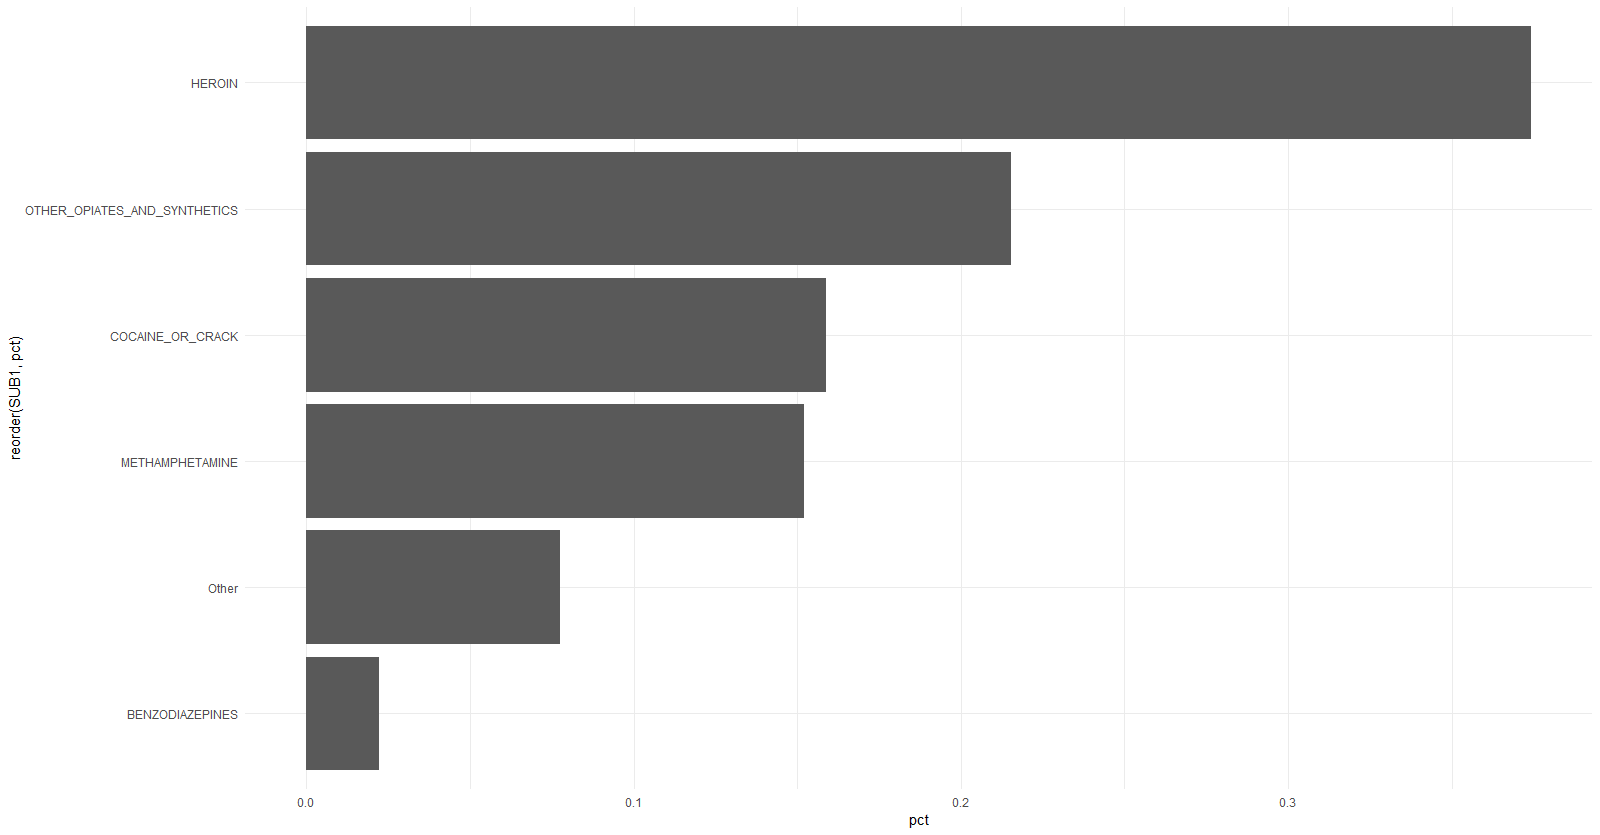 HEROIN
OTHER_OPIATES_AND_SYNTHETICS
COCAINE_OR_CRACK
METHAMPHETAMINE
Other
BENZODIAZEPINES
reorder(SUB1, pct)
0.0 0.1 0.2 0.3
pct